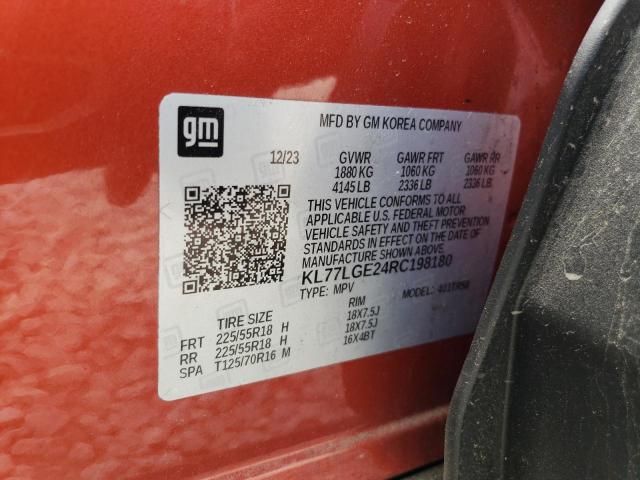 gm
MFD BY GM KOREA COMPANY
12/23 GVWR GAWR FRT GAWR RR
1880 KG 1060 KG 1060 KG
4145 LB 2336 LB 2336 LB
THIS VEHICLE CONFORMS TO ALL
APPLICABLE U.S. FEDERAL MOTOR
VEHICLE SAFETY AND THEFT PREVENTION
STANDARDS IN EFFECT ON THE DATE OF
MANUFACTURE SHOWN ABOVE.
KL77LGE24RC198180
TYPE: MPV MODEL:
TIRE SIZE RIM
FRT 225/55R18 H 18X7.5J
RR 225/55R18 H 18X7.5J
SPA T125/70R16 M 16X4BT